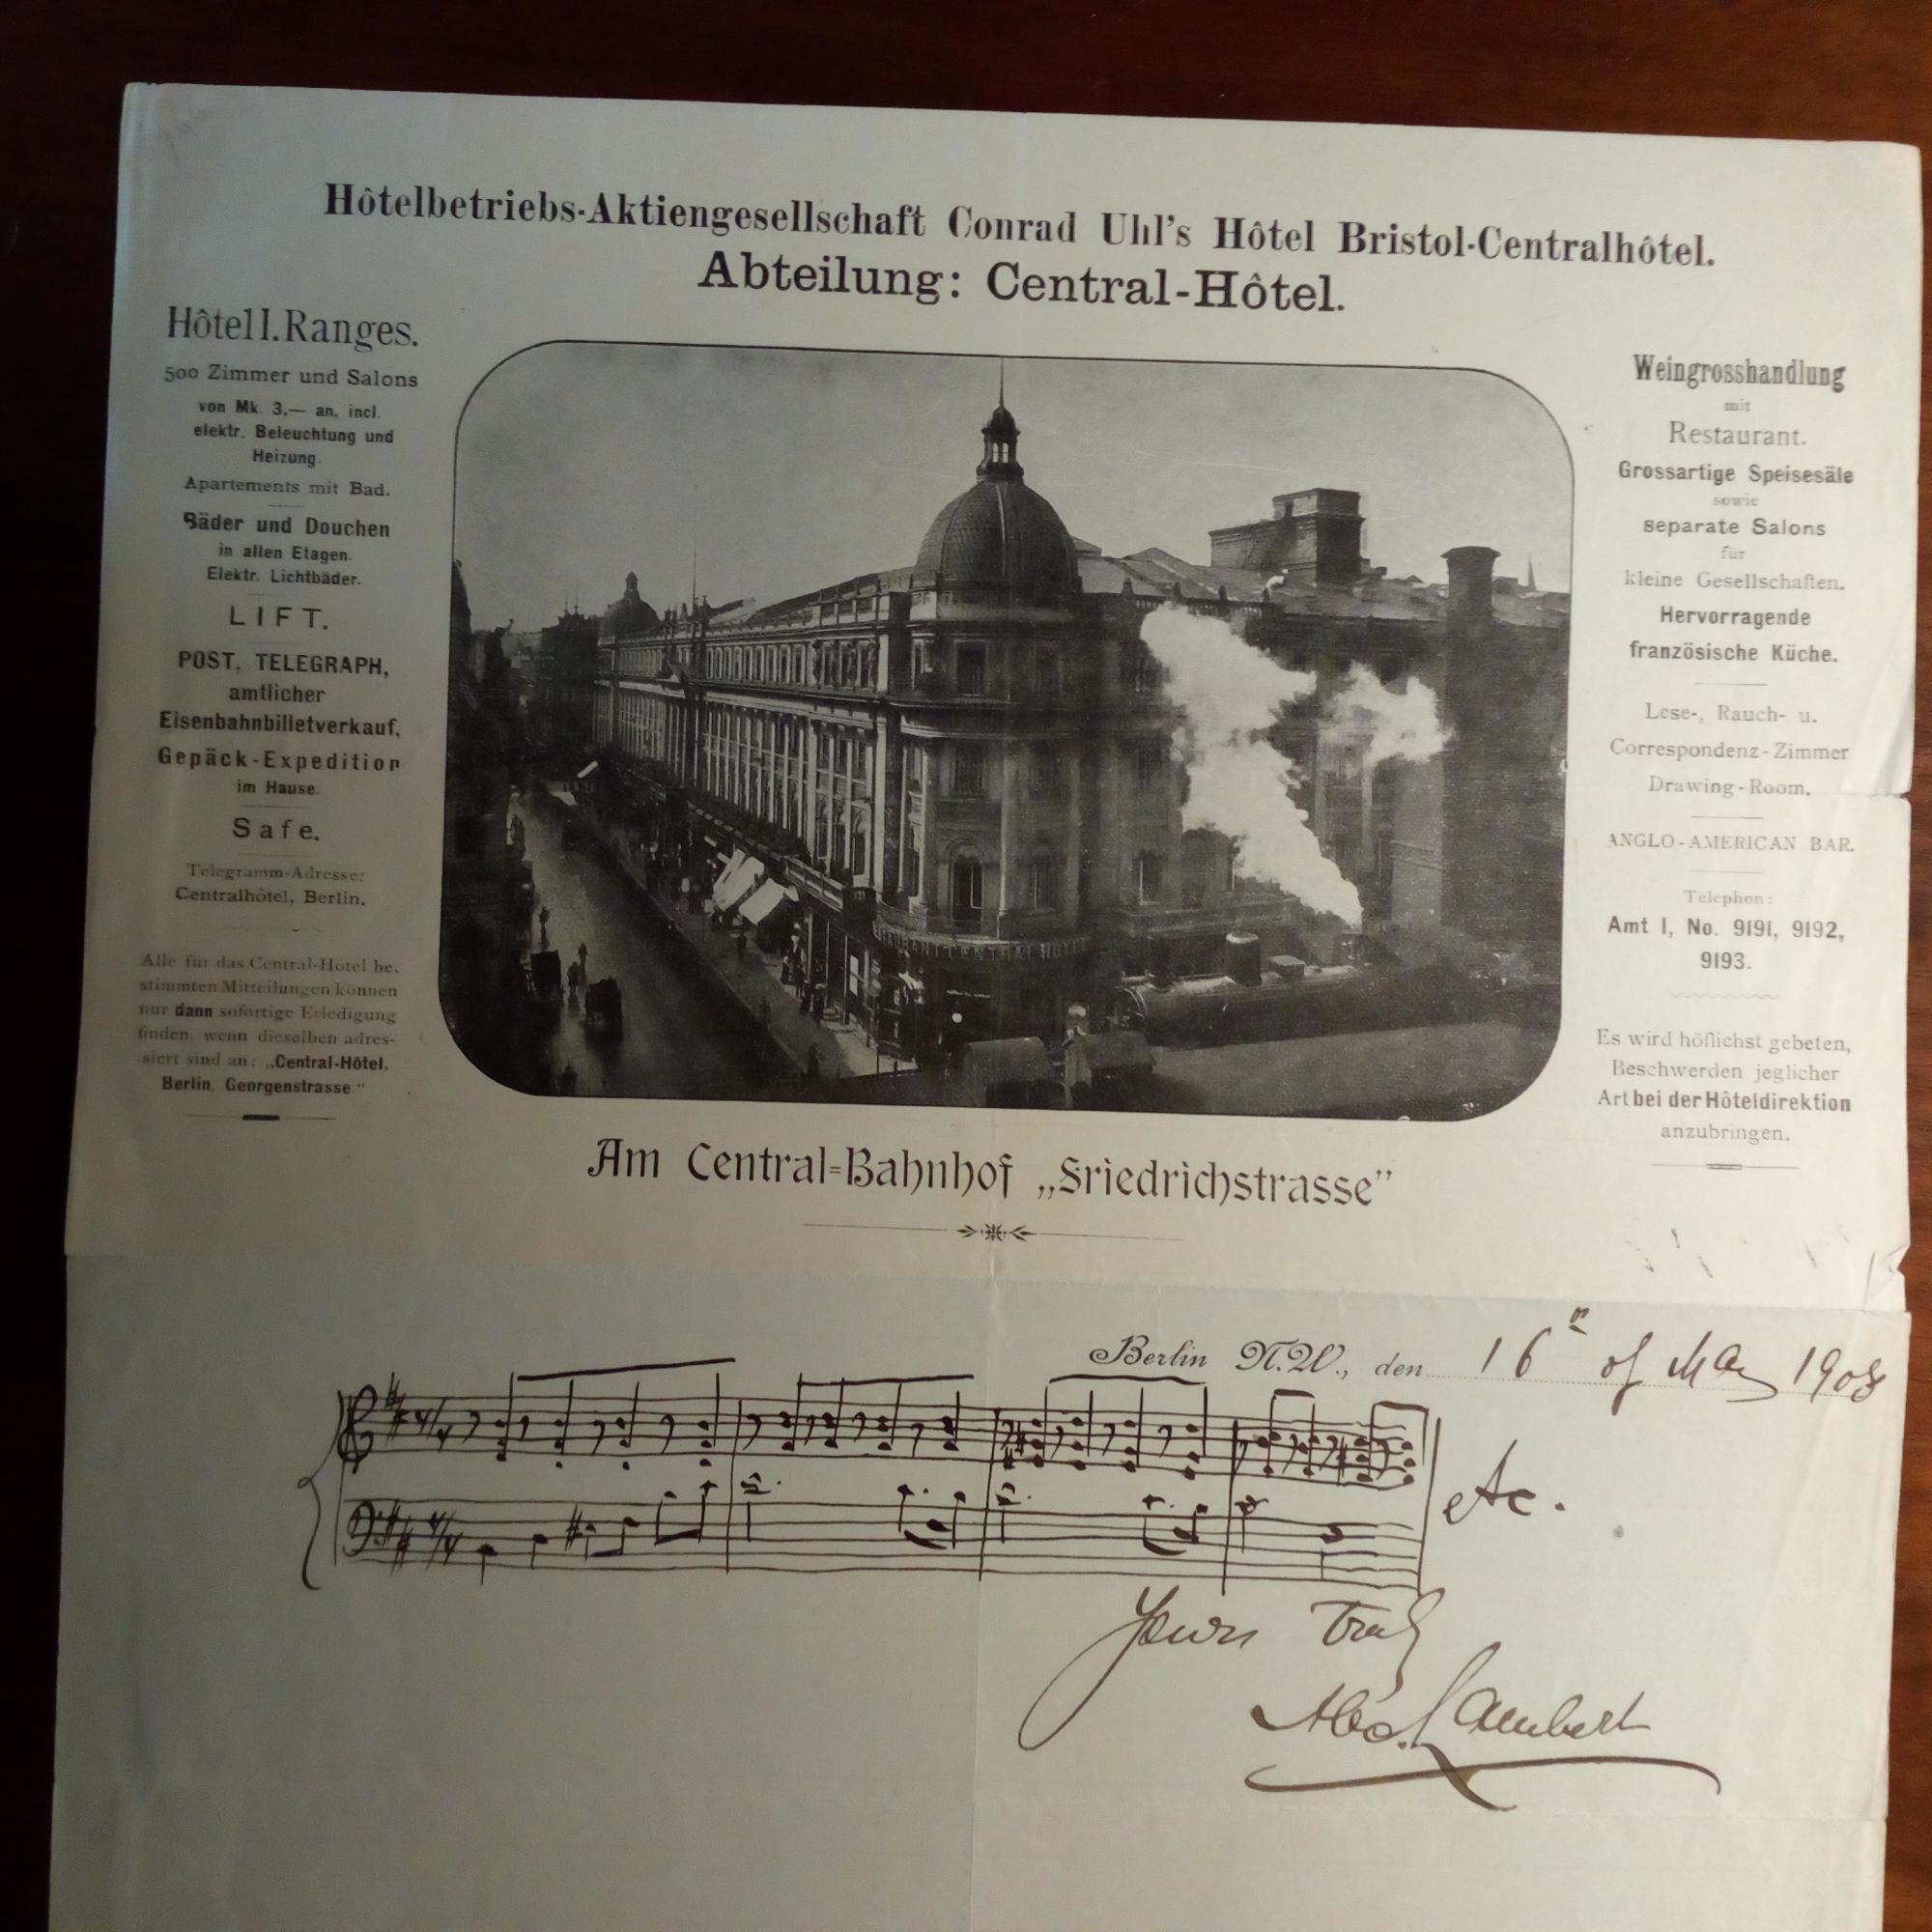 Hôtelbetriebs-Aktiengesellschaft Conrad Uhl's Hôtel Bristol-Centralhôtel.
Abteilung: Central-Hôtel.
Hôtel I. Ranges.
500 Zimmer und Salons
von Mk. 3,— an, incl.
elektr. Beleuchtung und
Heizung.
Apartements mit Bad.
Bäder und Douchen
in allen Etagen.
Elektr. Lichtbäder.
LIFT.
POST, TELEGRAPH,
amtlicher
Eisenbahnbilletverkauf,
Gepäck-Expedition
im Hause.
Safe.
Telegramm-Adresse:
Centralhôtel, Berlin.
Alle für das Central-Hôtel be-
stimmten Mitteilungen können
nur dann sofortige Erledigung
finden, wenn dieselben adres-
siert sind an: „Central-Hôtel,
Berlin, Georgenstrasse“
Weingrosshandlung
mit
Restaurant.
Grossartige Speisesäle
sowie
separate Salons
für
kleine Gesellschaften.
Hervorragende
französische Küche.
Lese-, Rauch- u.
Correspondenz-Zimmer
Drawing-Room.
ANGLO-AMERICAN BAR.
Telephon:
Amt I, No. 9191, 9192,
9193.
Es wird höflichst gebeten,
Beschwerden jeglicher
Art bei der Hôteldirektion
anzubringen.
Am Central-Bahnhof „Friedrichstrasse”
Berlin N.W., den 16th of May 1908
etc.
Yours Truly
Alex. Lambert